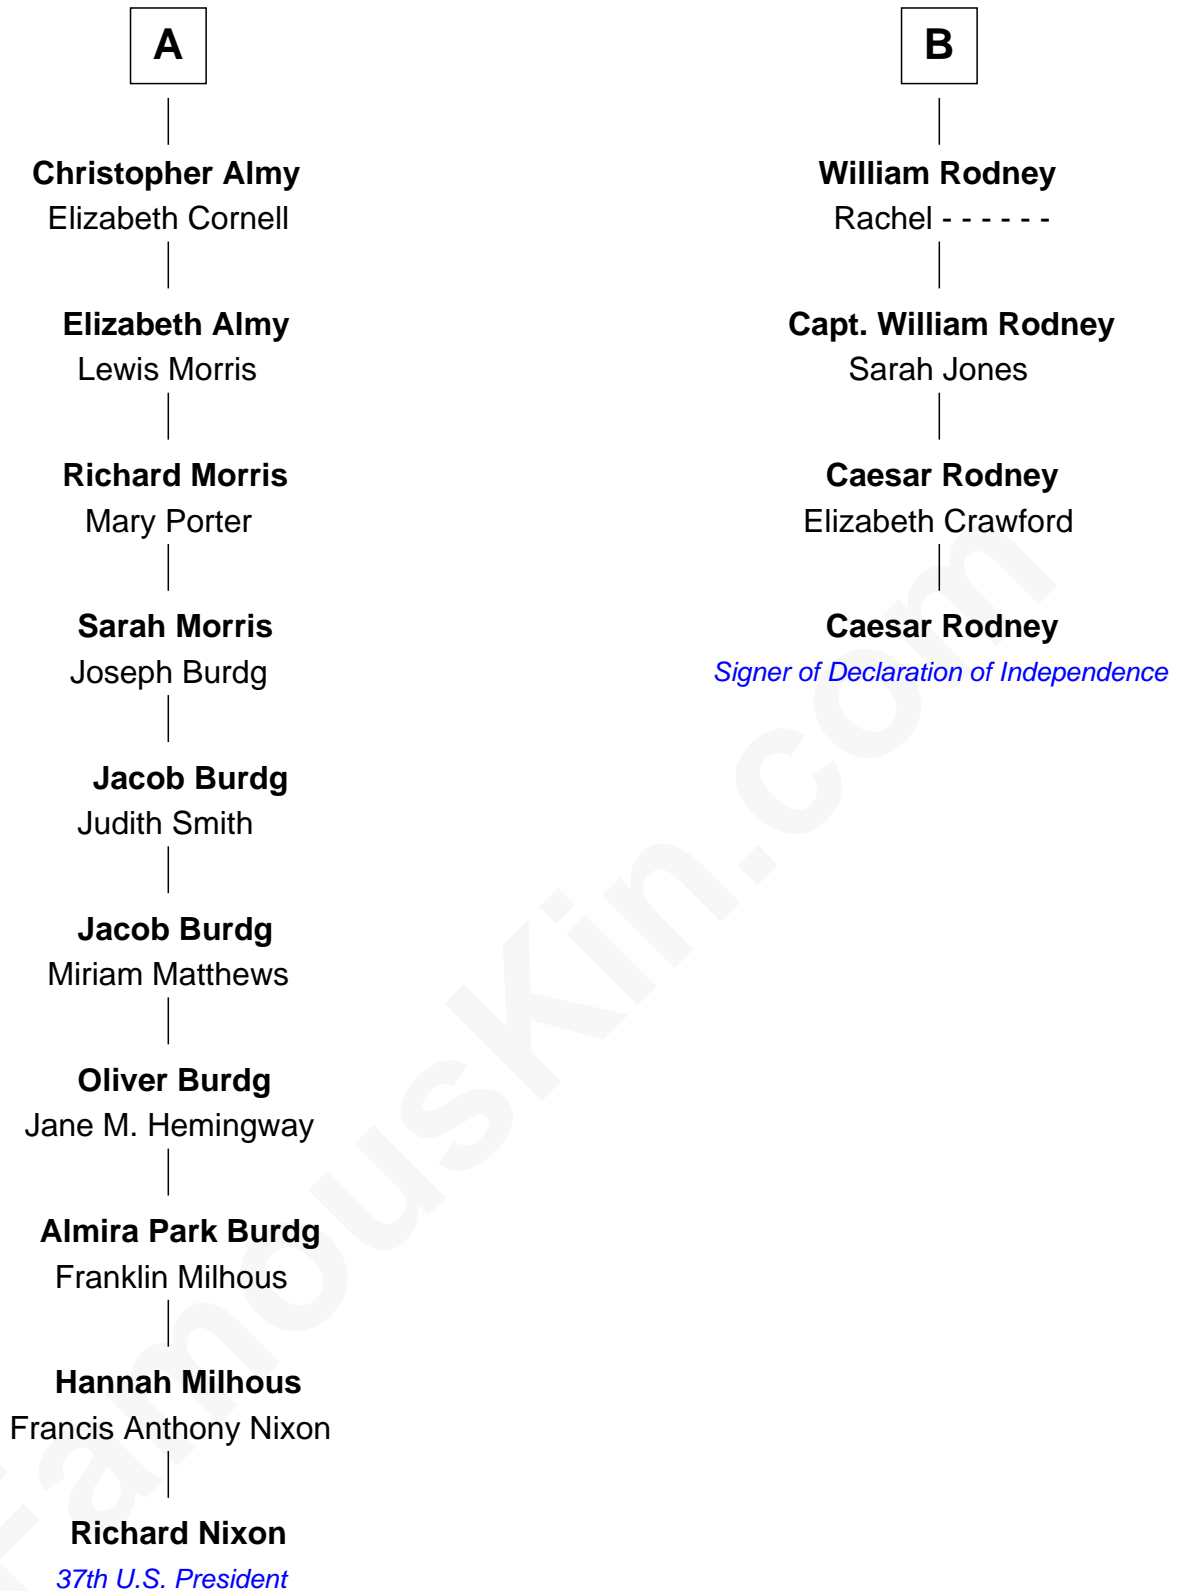 A
Christopher Almy
Elizabeth Cornell
Elizabeth Almy
Lewis Morris
Richard Morris
Mary Porter
Sarah Morris
Joseph Burdg
Jacob Burdg
Judith Smith
Jacob Burdg
Miriam Matthews
Oliver Burdg
Jane M. Hemingway
Almira Park Burdg
Franklin Milhous
Hannah Milhous
Francis Anthony Nixon
Richard Nixon
37th U.S. President
B
William Rodney
Rachel - - - - - -
Capt. William Rodney
Sarah Jones
Caesar Rodney
Elizabeth Crawford
Caesar Rodney
Signer of Declaration of Independence
FamousKin.com